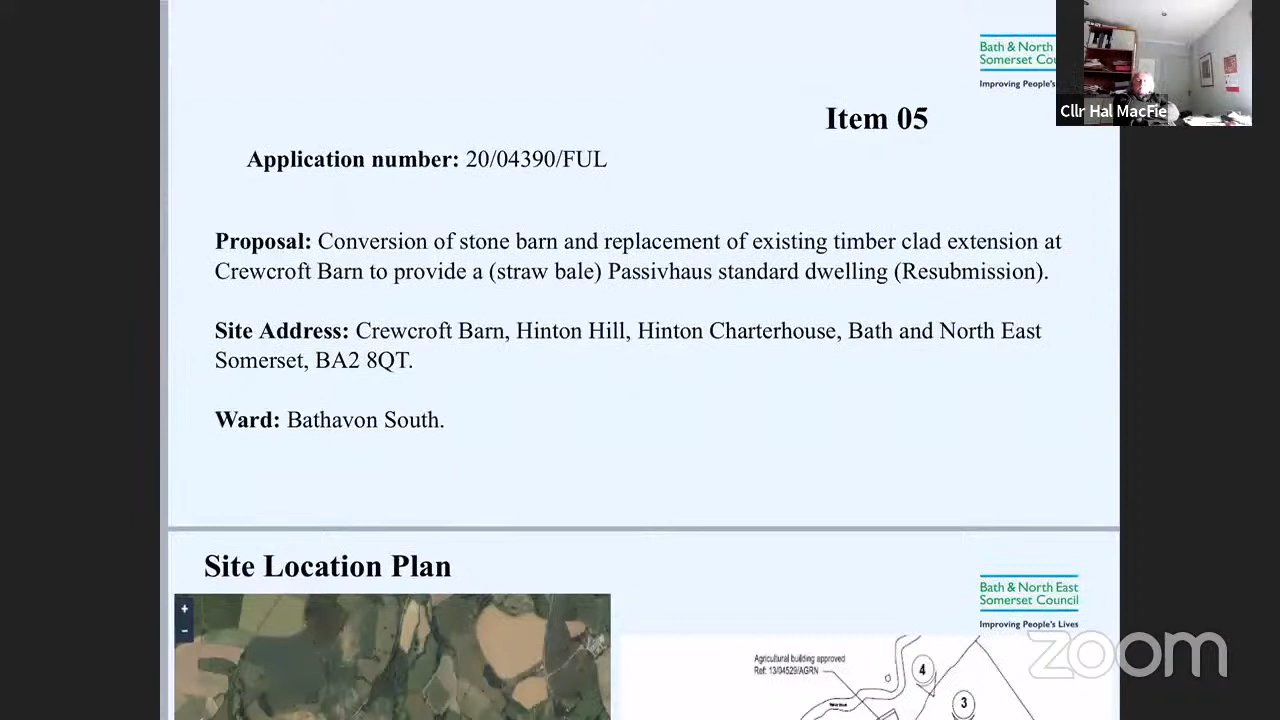 Bath & North
Somerset Cou
Improving People's
Cllr Hal MacFie
Item 05
Application number: 20/04390/FUL
Proposal: Conversion of stone barn and replacement of existing timber clad extension at
Crewcroft Barn to provide a (straw bale) Passivhaus standard dwelling (Resubmission).
Site Address: Crewcroft Barn, Hinton Hill, Hinton Charterhouse, Bath and North East
Somerset, BA2 8QT.
Ward: Bathavon South.
Site Location Plan
Bath & North East
Somerset Council
Improving People's Lives
+
-
Agricultural building approved
Ref: 13/04529/AGRN
4
3
zoom